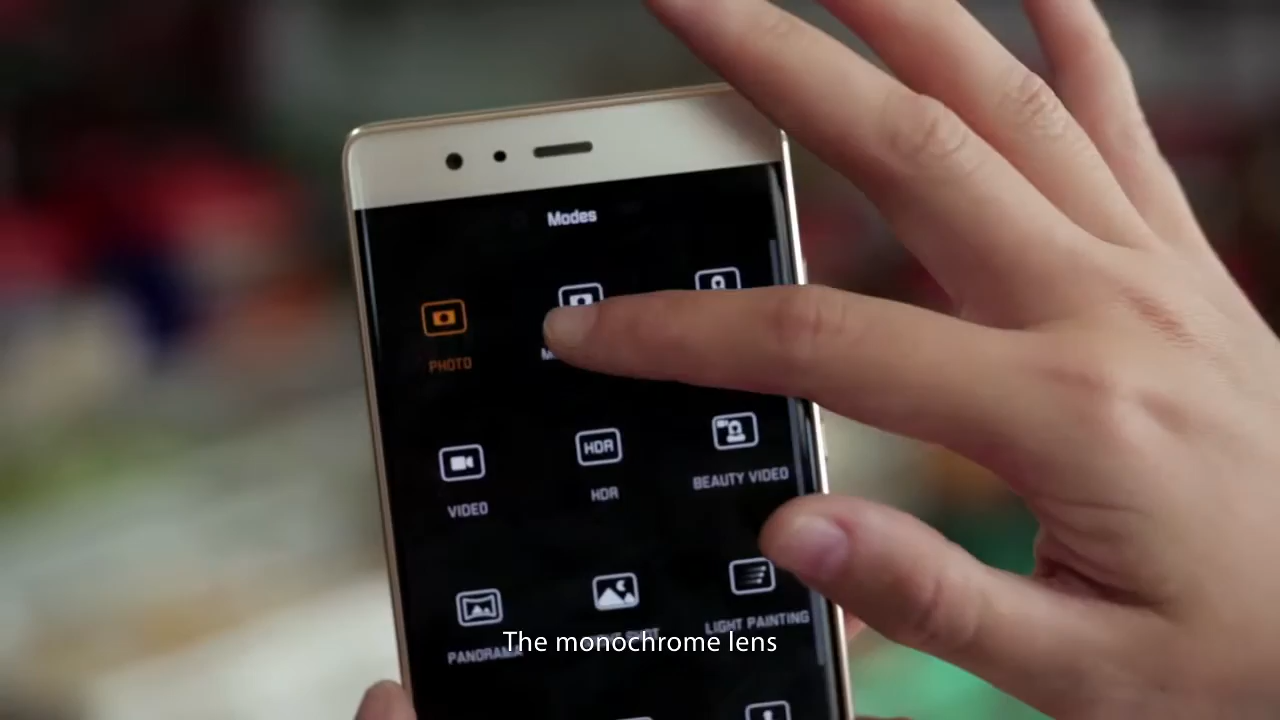 Modes
PHOTO
VIDEO
HDR
HDR
BEAUTY VIDEO
PANORAMA
LIGHT PAINTING
The monochrome lens